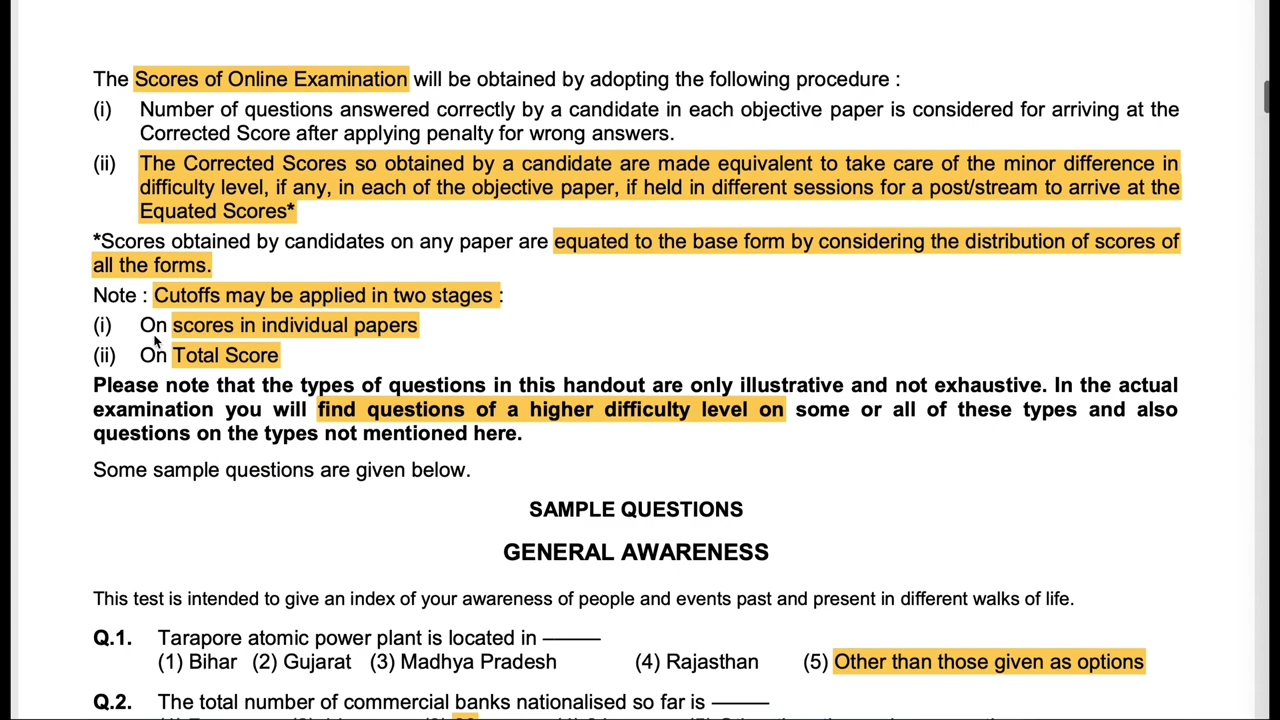 The Scores of Online Examination will be obtained by adopting the following procedure :
(i) Number of questions answered correctly by a candidate in each objective paper is considered for arriving at the
Corrected Score after applying penalty for wrong answers.
(ii) The Corrected Scores so obtained by a candidate are made equivalent to take care of the minor difference in
difficulty level, if any, in each of the objective paper, if held in different sessions for a post/stream to arrive at the
Equated Scores*
*Scores obtained by candidates on any paper are equated to the base form by considering the distribution of scores of
all the forms.
Note : Cutoffs may be applied in two stages :
(i) On scores in individual papers
(ii) On Total Score
Please note that the types of questions in this handout are only illustrative and not exhaustive. In the actual
examination you will find questions of a higher difficulty level on some or all of these types and also
questions on the types not mentioned here.
Some sample questions are given below.
SAMPLE QUESTIONS
GENERAL AWARENESS
This test is intended to give an index of your awareness of people and events past and present in different walks of life.
Q.1. Tarapore atomic power plant is located in ———
(1) Bihar (2) Gujarat (3) Madhya Pradesh (4) Rajasthan (5) Other than those given as options
Q.2. The total number of commercial banks nationalised so far is ———